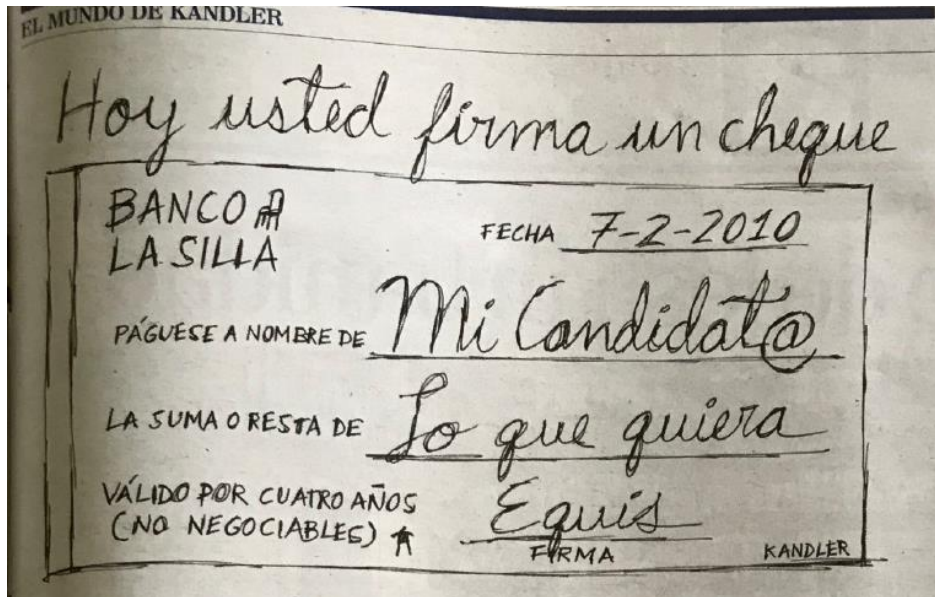 EL MUNDO DE KANDLER
Hoy usted firma un cheque
BANCO
LA SILLA
FECHA 7-2-2010
PÁGUESE A NOMBRE DE Mi Candidat@
LA SUMA O RESTA DE Lo que quiera
VÁLIDO POR CUATRO AÑOS
(NO NEGOCIABLES)
Equis
FIRMA
KANDLER